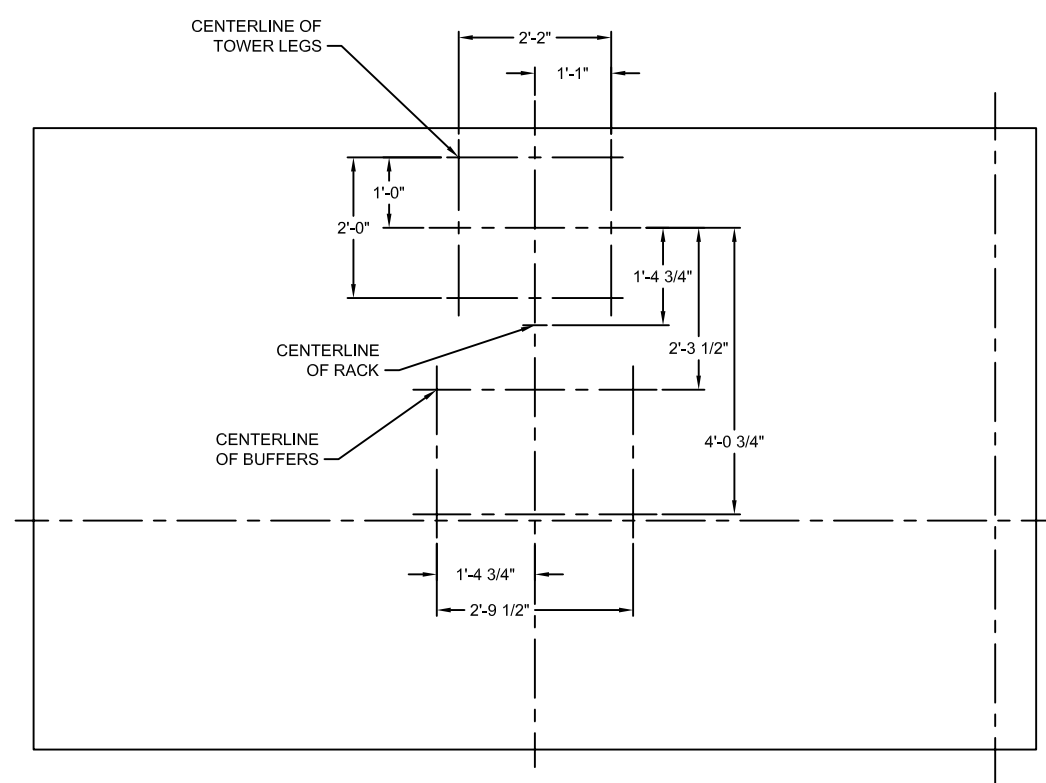 CENTERLINE OF
TOWER LEGS
2'-2"
1'-1"
1'-0"
2'-0"
1'-4 3/4"
CENTERLINE
OF RACK
2'-3 1/2"
CENTERLINE
OF BUFFERS
4'-0 3/4"
1'-4 3/4"
2'-9 1/2"